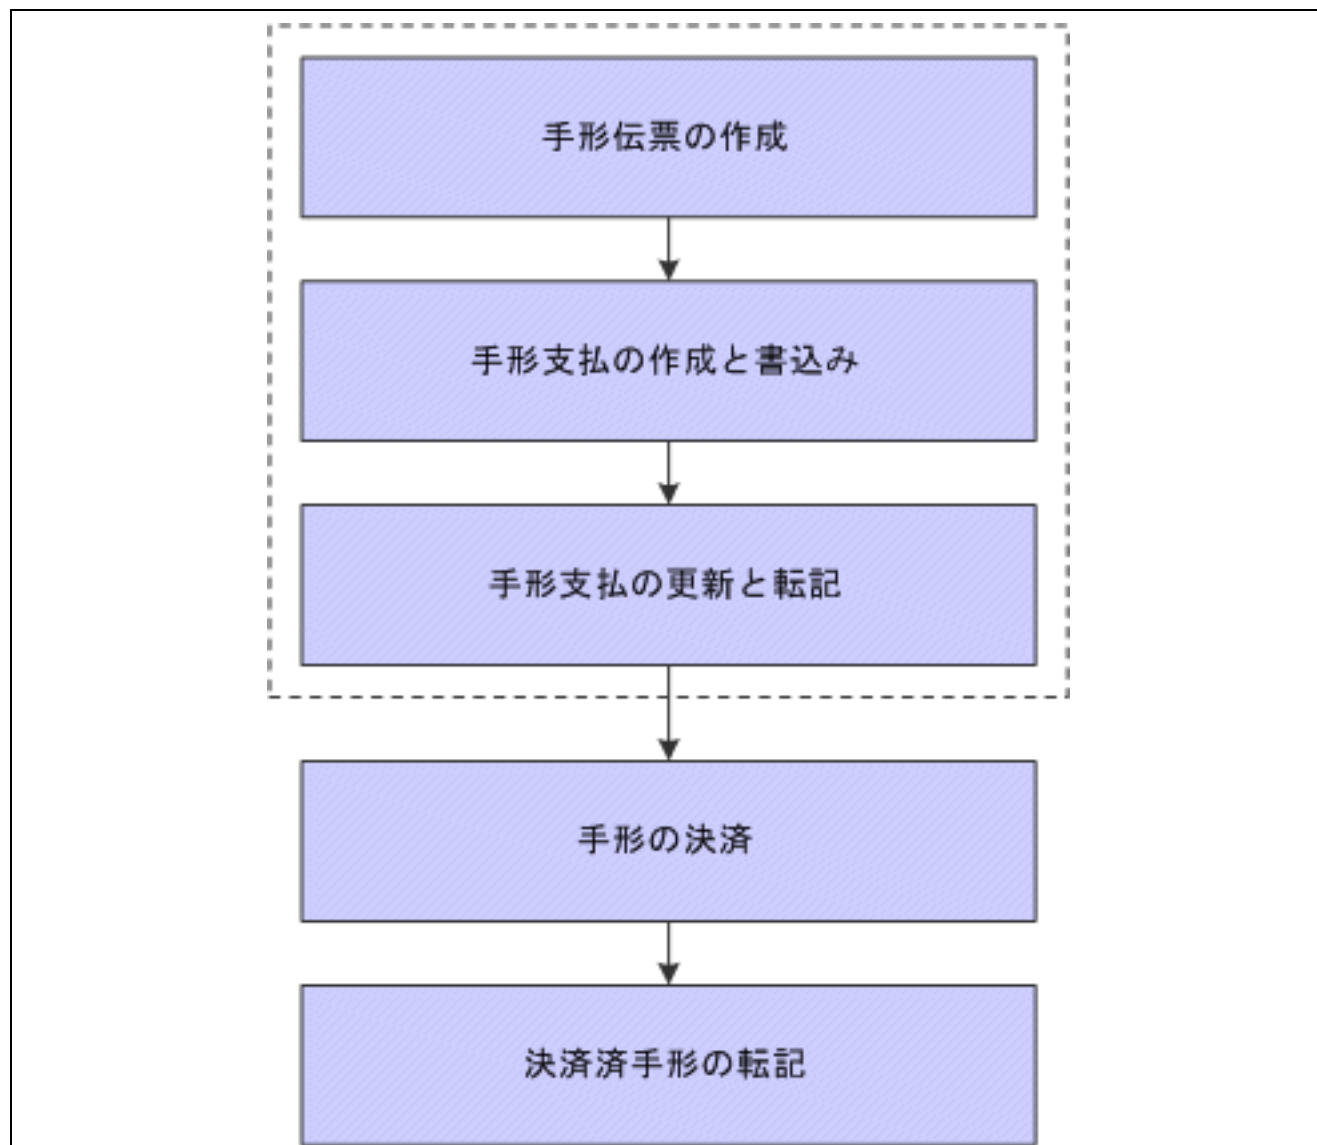 手形伝票の作成
手形支払の作成と書込み
手形支払の更新と転記
手形の決済
決済済手形の転記